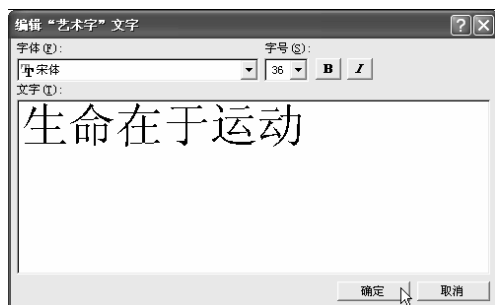 编辑“艺术字”文字
字体(F): 字号(S):
宋体 36 B I
文字(T):
生命在于运动
确定 取消